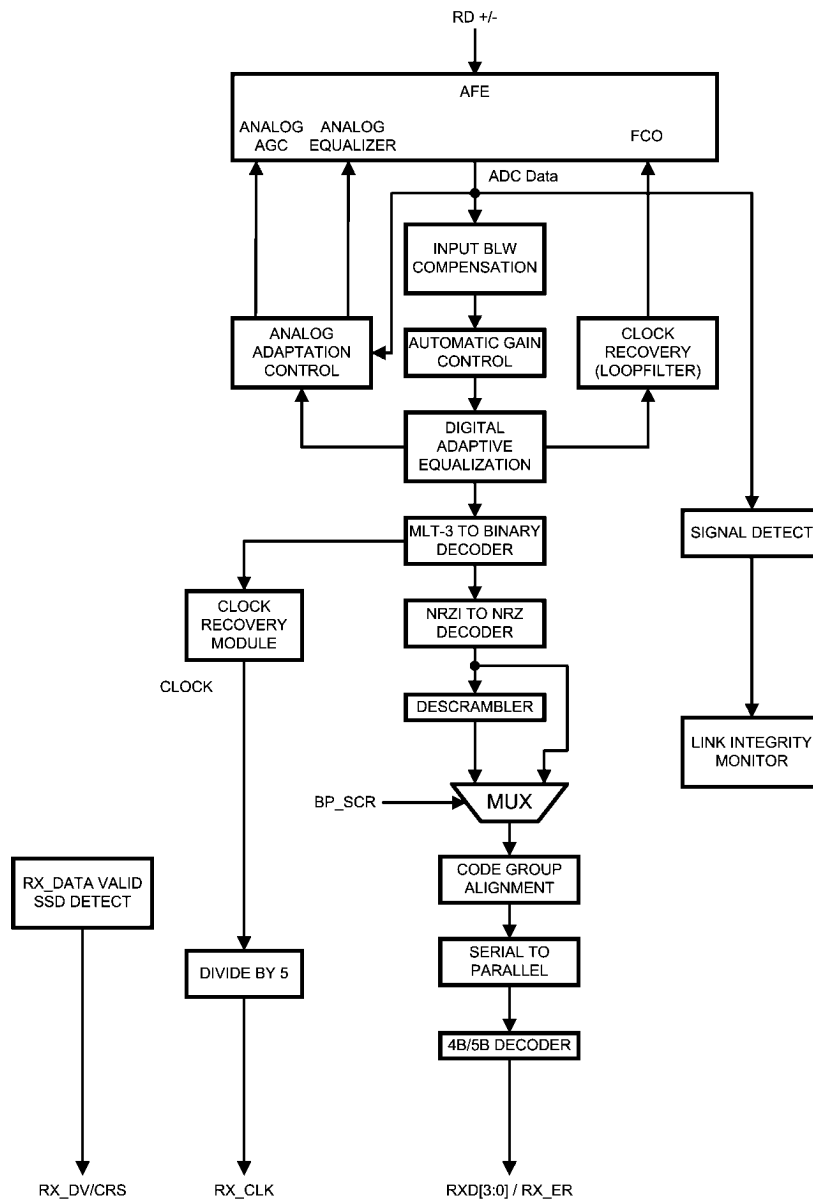 RD +/-
AFE
ANALOG
AGC
ANALOG
EQUALIZER
FCO
ADC Data
INPUT BLW
COMPENSATION
ANALOG
ADAPTATION
CONTROL
AUTOMATIC GAIN
CONTROL
CLOCK
RECOVERY
(LOOPFILTER)
DIGITAL
ADAPTIVE
EQUALIZATION
MLT-3 TO BINARY
DECODER
SIGNAL DETECT
CLOCK
RECOVERY
MODULE
NRZI TO NRZ
DECODER
CLOCK
DESCRAMBLER
LINK INTEGRITY
MONITOR
BP_SCR
MUX
RX_DATA VALID
SSD DETECT
CODE GROUP
ALIGNMENT
DIVIDE BY 5
SERIAL TO
PARALLEL
4B/5B DECODER
RX_DV/CRS
RX_CLK
RXD[3:0] / RX_ER